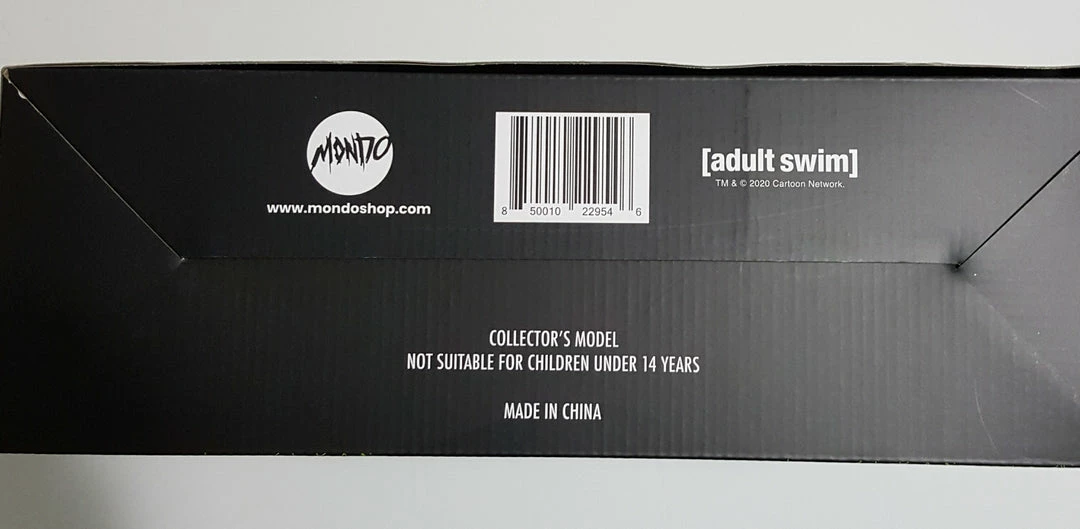 MONDO
www.mondoshop.com
8 50010 22954 6
[adult swim]
TM & © 2020 Cartoon Network.
COLLECTOR'S MODEL
NOT SUITABLE FOR CHILDREN UNDER 14 YEARS
MADE IN CHINA